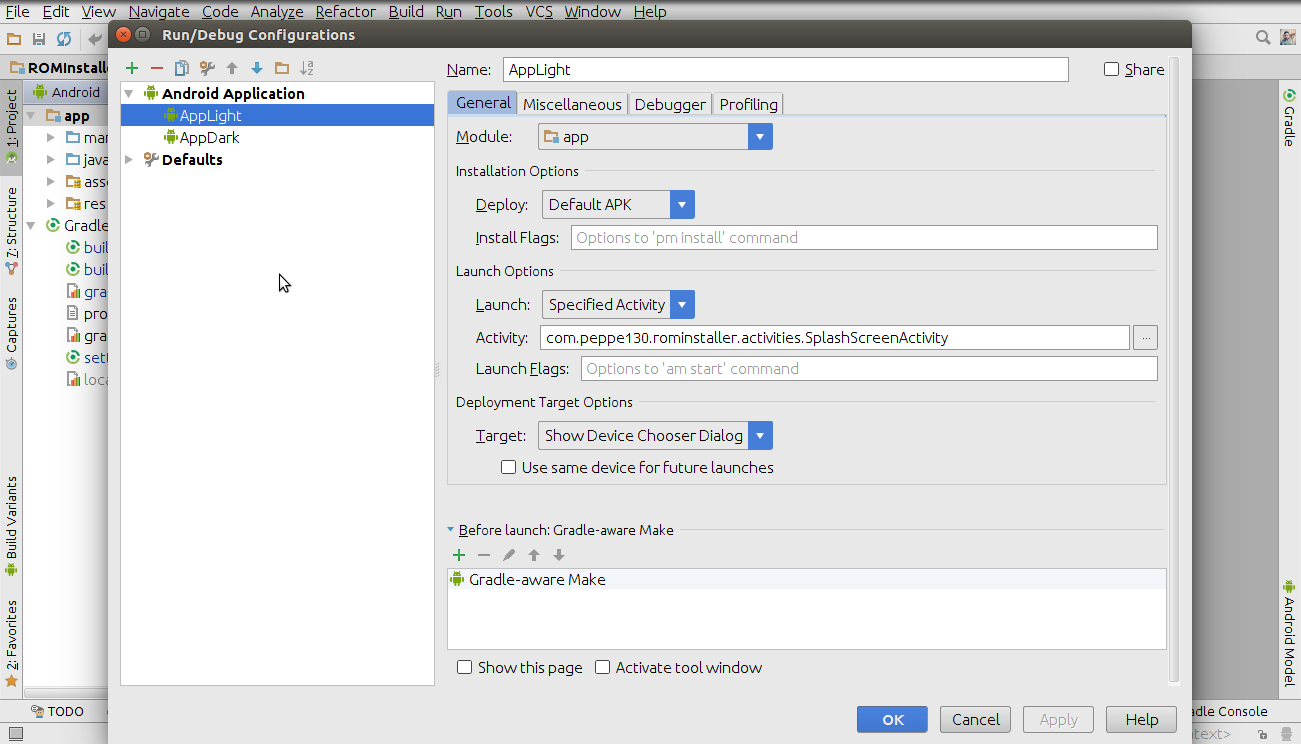 File Edit View Navigate Code Analyze Refactor Build Run Tools VCS Window Help
Run/Debug Configurations
ROMInstalle
Android
1: Project
7: Structure
Captures
Build Variants
2: Favorites
app
mar
java
asse
res
Gradle
buil
buil
gra
pro
gra
sett
loca
TODO
Android Application
AppLight
AppDark
Defaults
Name: AppLight
Share
General Miscellaneous Debugger Profiling
Module: app
Installation Options
Deploy: Default APK
Install Flags: Options to 'pm install' command
Launch Options
Launch: Specified Activity
Activity: com.peppe130.rominstaller.activities.SplashScreenActivity ...
Launch Flags: Options to 'am start' command
Deployment Target Options
Target: Show Device Chooser Dialog
Use same device for future launches
Before launch: Gradle-aware Make
Gradle-aware Make
Show this page Activate tool window
OK Cancel Apply Help
Gradle
Android Model
dle Console
text>